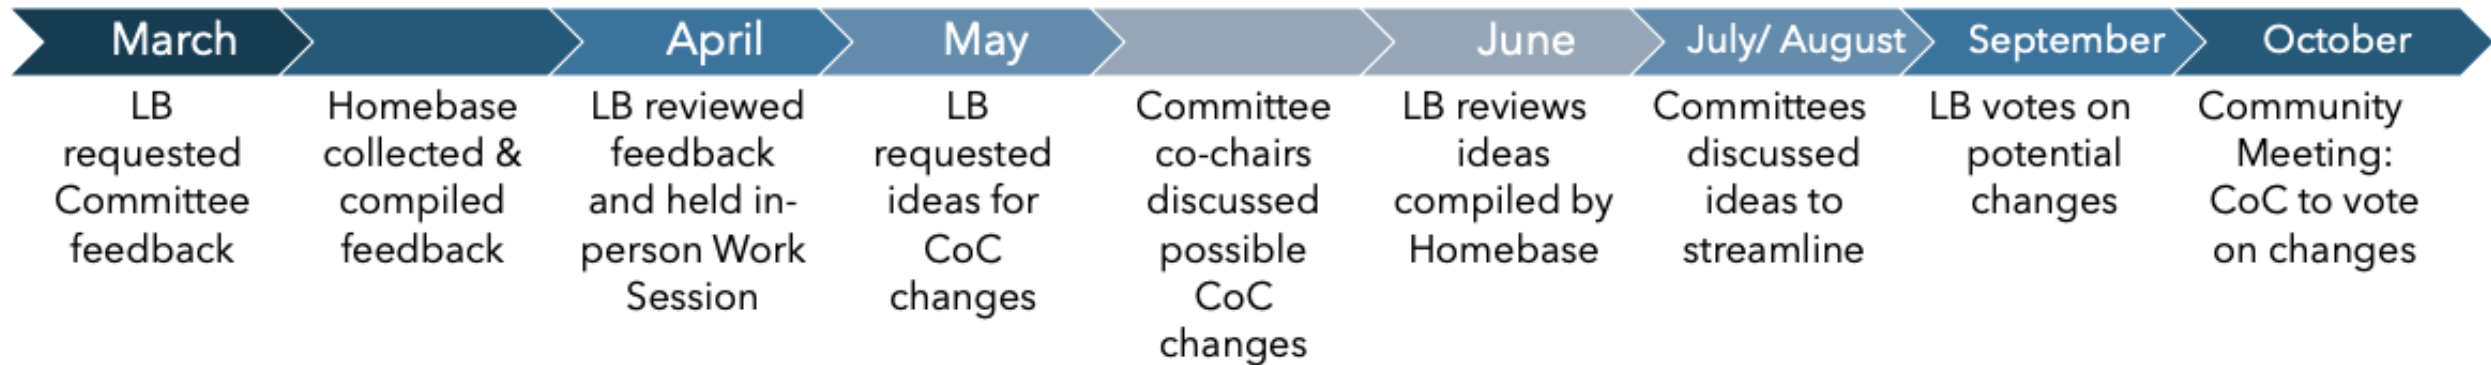 March
April
May
June
July/ August
September
October
LB
requested
Committee
feedback
Homebase
collected &
compiled
feedback
LB reviewed
feedback
and held in-
person Work
Session
LB
requested
ideas for
CoC
changes
Committee
co-chairs
discussed
possible
CoC
changes
LB reviews
ideas
compiled by
Homebase
Committees
discussed
ideas to
streamline
LB votes on
potential
changes
Community
Meeting:
CoC to vote
on changes